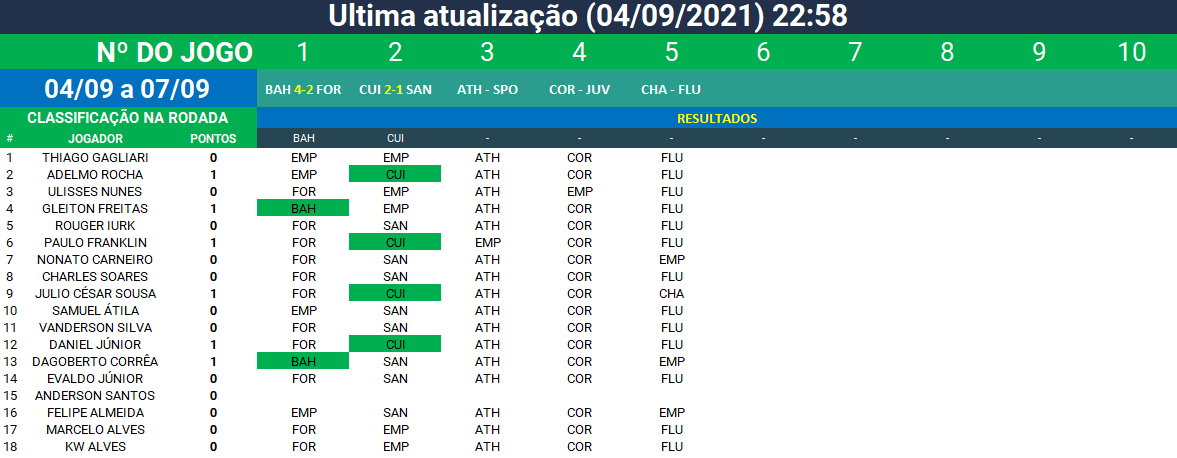 Ultima atualização (04/09/2021) 22:58
Nº DO JOGO 1 2 3 4 5 6 7 8 9 10
04/09 a 07/09 BAH 4-2 FOR CUI 2-1 SAN ATH - SPO COR - JUV CHA - FLU
CLASSIFICAÇÃO NA RODADA RESULTADOS
# JOGADOR PONTOS BAH CUI - - - - - - - -
1 THIAGO GAGLIARI 0 EMP EMP ATH COR FLU
2 ADELMO ROCHA 1 EMP CUI ATH COR FLU
3 ULISSES NUNES 0 FOR EMP ATH EMP FLU
4 GLEITON FREITAS 1 BAH EMP ATH COR FLU
5 ROUGER IURK 0 FOR SAN ATH COR FLU
6 PAULO FRANKLIN 1 FOR CUI EMP COR FLU
7 NONATO CARNEIRO 0 FOR SAN ATH COR EMP
8 CHARLES SOARES 0 FOR SAN ATH COR FLU
9 JULIO CÉSAR SOUSA 1 FOR CUI ATH COR CHA
10 SAMUEL ÁTILA 0 EMP SAN ATH COR FLU
11 VANDERSON SILVA 0 FOR SAN ATH COR FLU
12 DANIEL JÚNIOR 1 FOR CUI ATH COR FLU
13 DAGOBERTO CORRÊA 1 BAH SAN ATH COR EMP
14 EVALDO JÚNIOR 0 FOR SAN ATH COR FLU
15 ANDERSON SANTOS 0
16 FELIPE ALMEIDA 0 EMP SAN ATH COR EMP
17 MARCELO ALVES 0 FOR EMP ATH COR FLU
18 KW ALVES 0 FOR EMP ATH COR FLU